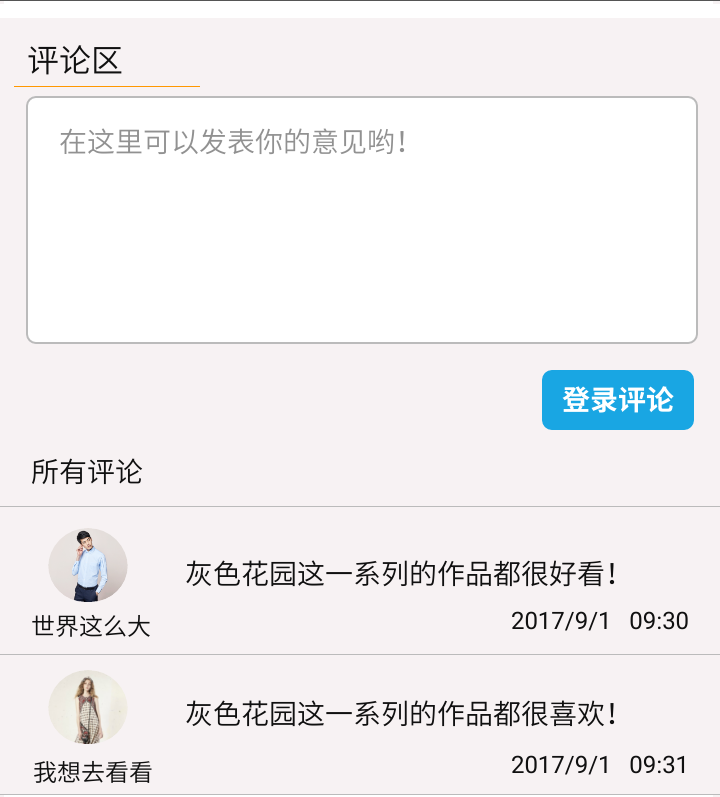 评论区
在这里可以发表你的意见哟！
登录评论
所有评论
灰色花园这一系列的作品都很好看！
世界这么大
2017/9/1 09:30
灰色花园这一系列的作品都很喜欢！
我想去看看
2017/9/1 09:31